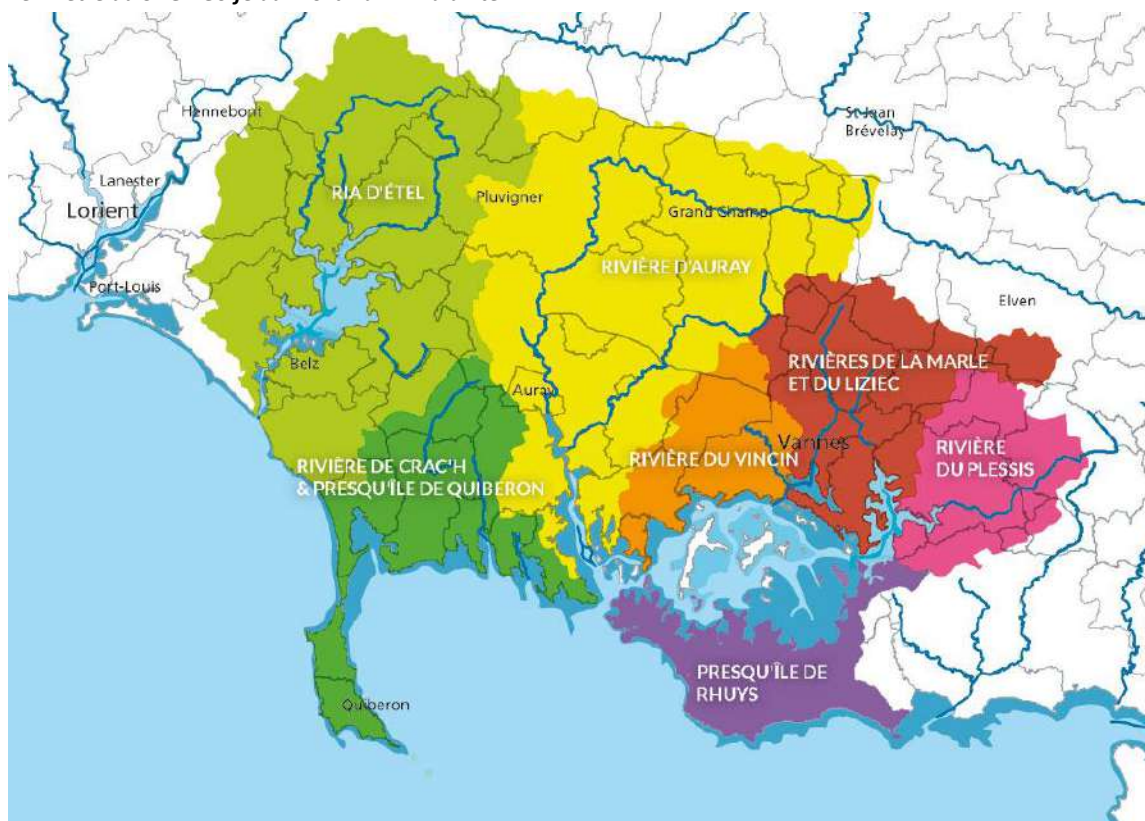 Hennebont
St Jean
Brévelay
Lanester
Lorient
RIA D'ÉTEL
Pluvigner
Grand Champ
RIVIÈRE D'AURAY
Port-Louis
Elven
Belz
RIVIÈRES DE LA MARLE
ET DU LIZIEC
Auray
Vannes
RIVIÈRE DE CRAC'H
& PRESQU'ÎLE DE QUIBERON
RIVIÈRE DU VINCIN
RIVIÈRE
DU PLESSIS
PRESQU'ÎLE DE
RHUYS
Quiberon